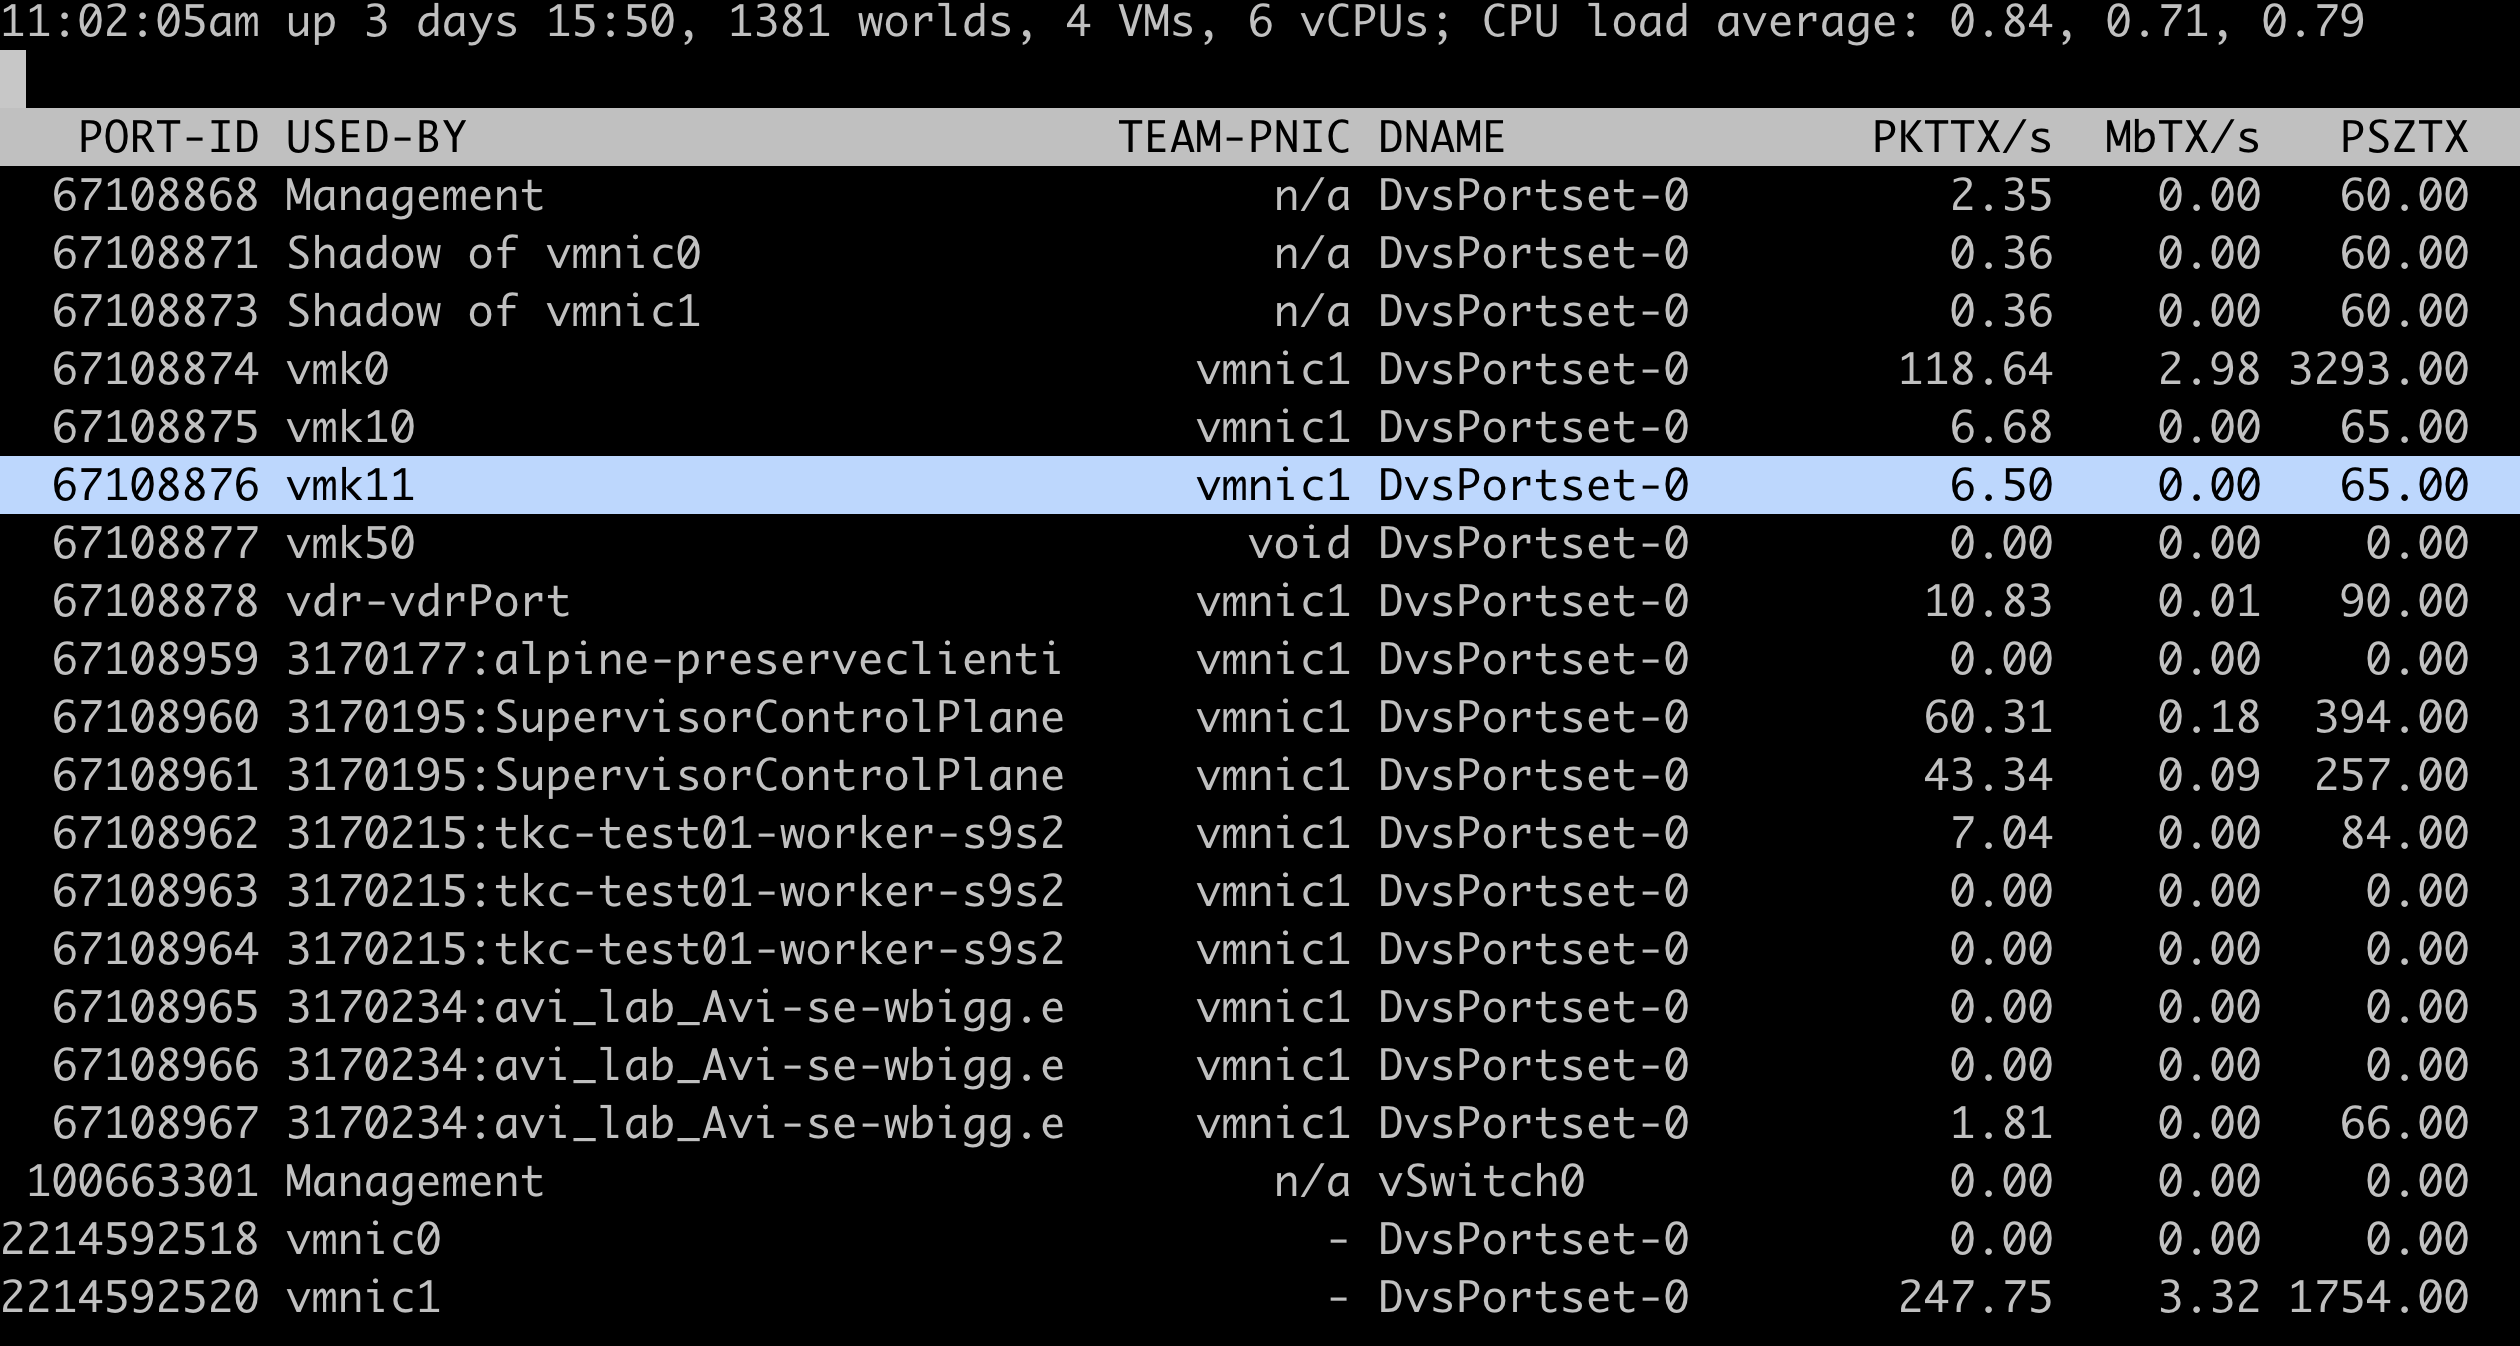 11:02:05am up 3 days 15:50, 1381 worlds, 4 VMs, 6 vCPUs; CPU load average: 0.84, 0.71, 0.79
PORT-ID USED-BY TEAM-PNIC DNAME PKTTX/s MbTX/s PSZTX
67108868 Management n/a DvsPortset-0 2.35 0.00 60.00
67108871 Shadow of vmnic0 n/a DvsPortset-0 0.36 0.00 60.00
67108873 Shadow of vmnic1 n/a DvsPortset-0 0.36 0.00 60.00
67108874 vmk0 vmnic1 DvsPortset-0 118.64 2.98 3293.00
67108875 vmk10 vmnic1 DvsPortset-0 6.68 0.00 65.00
67108876 vmk11 vmnic1 DvsPortset-0 6.50 0.00 65.00
67108877 vmk50 void DvsPortset-0 0.00 0.00 0.00
67108878 vdr-vdrPort vmnic1 DvsPortset-0 10.83 0.01 90.00
67108959 3170177:alpine-preserveclienti vmnic1 DvsPortset-0 0.00 0.00 0.00
67108960 3170195:SupervisorControlPlane vmnic1 DvsPortset-0 60.31 0.18 394.00
67108961 3170195:SupervisorControlPlane vmnic1 DvsPortset-0 43.34 0.09 257.00
67108962 3170215:tkc-test01-worker-s9s2 vmnic1 DvsPortset-0 7.04 0.00 84.00
67108963 3170215:tkc-test01-worker-s9s2 vmnic1 DvsPortset-0 0.00 0.00 0.00
67108964 3170215:tkc-test01-worker-s9s2 vmnic1 DvsPortset-0 0.00 0.00 0.00
67108965 3170234:avi_lab_Avi-se-wbigg.e vmnic1 DvsPortset-0 0.00 0.00 0.00
67108966 3170234:avi_lab_Avi-se-wbigg.e vmnic1 DvsPortset-0 0.00 0.00 0.00
67108967 3170234:avi_lab_Avi-se-wbigg.e vmnic1 DvsPortset-0 1.81 0.00 66.00
100663301 Management n/a vSwitch0 0.00 0.00 0.00
2214592518 vmnic0 - DvsPortset-0 0.00 0.00 0.00
2214592520 vmnic1 - DvsPortset-0 247.75 3.32 1754.00